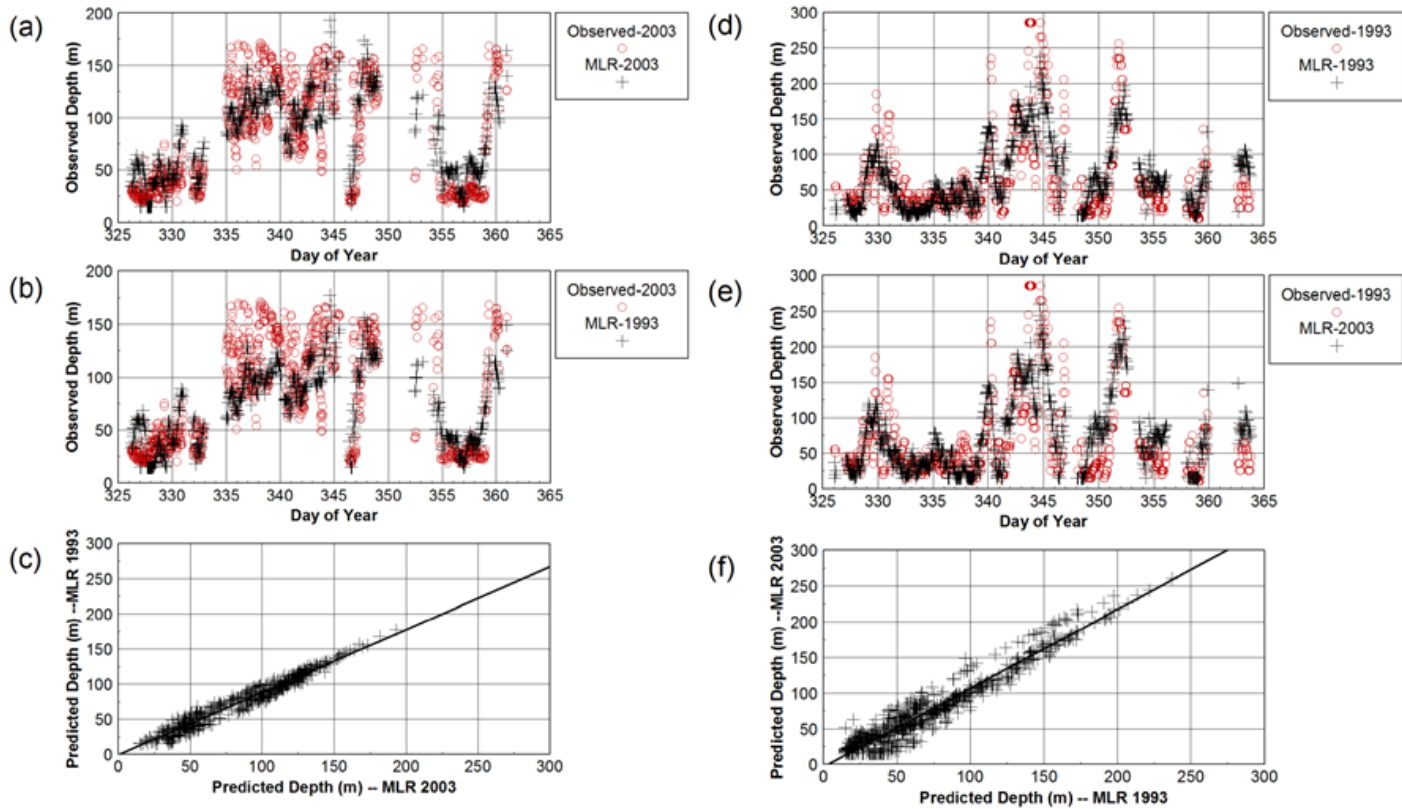 (a)
Observed Depth (m)
200
150
100
50
0
325 330 335 340 345 350 355 360 365
Day of Year
Observed-2003
MLR-2003
(b)
Observed Depth (m)
200
150
100
50
0
325 330 335 340 345 350 355 360 365
Day of Year
Observed-2003
MLR-1993
(c)
Predicted Depth (m) --MLR 1993
300
250
200
150
100
50
0
0 50 100 150 200 250 300
Predicted Depth (m) -- MLR 2003
(d)
Observed Depth (m)
300
250
200
150
100
50
0
325 330 335 340 345 350 355 360 365
Day of Year
Observed-1993
MLR-1993
(e)
Observed Depth (m)
300
250
200
150
100
50
0
325 330 335 340 345 350 355 360 365
Day of Year
Observed-1993
MLR-2003
(f)
Predicted Depth (m) --MLR 2003
300
250
200
150
100
50
0
0 50 100 150 200 250 300
Predicted Depth (m) -- MLR 1993